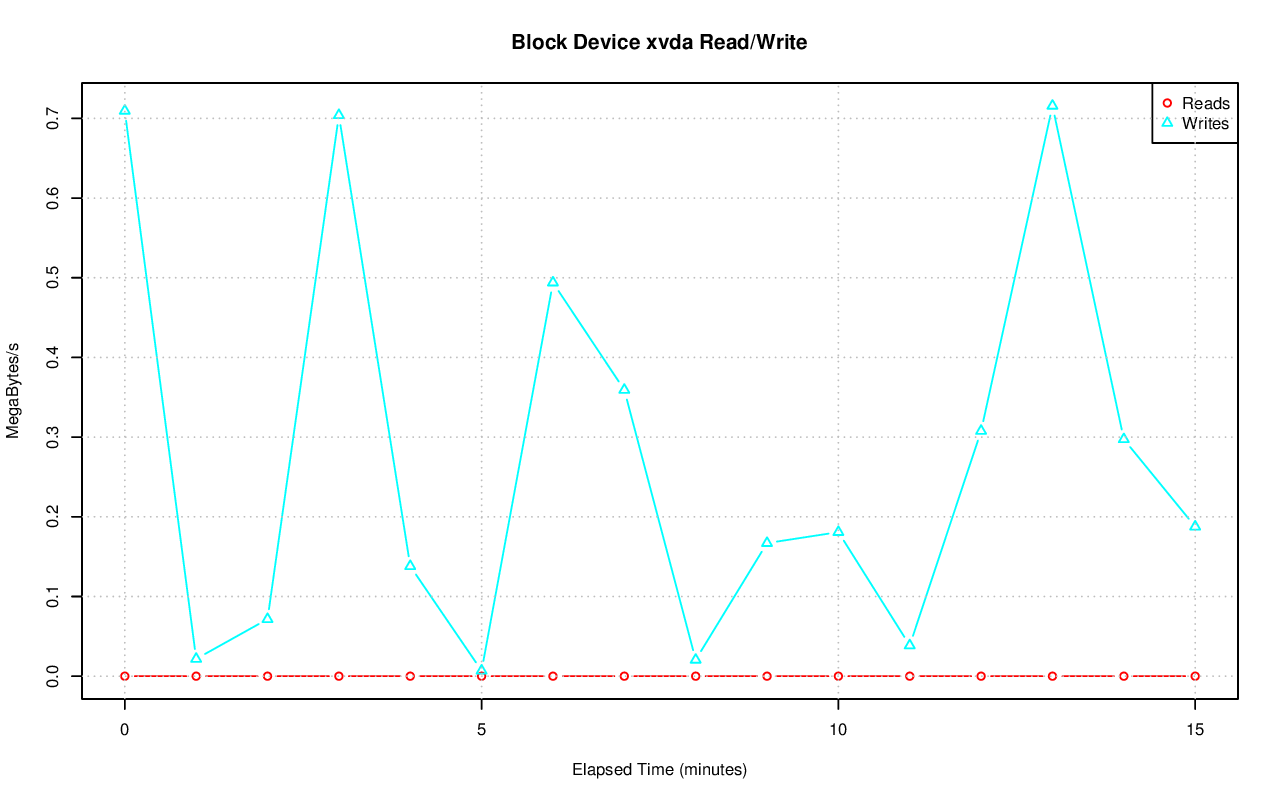 Block Device xvda Read/Write
Reads
Writes
MegaBytes/s
0.7
0.6
0.5
0.4
0.3
0.2
0.1
0.0
0 5 10 15
Elapsed Time (minutes)